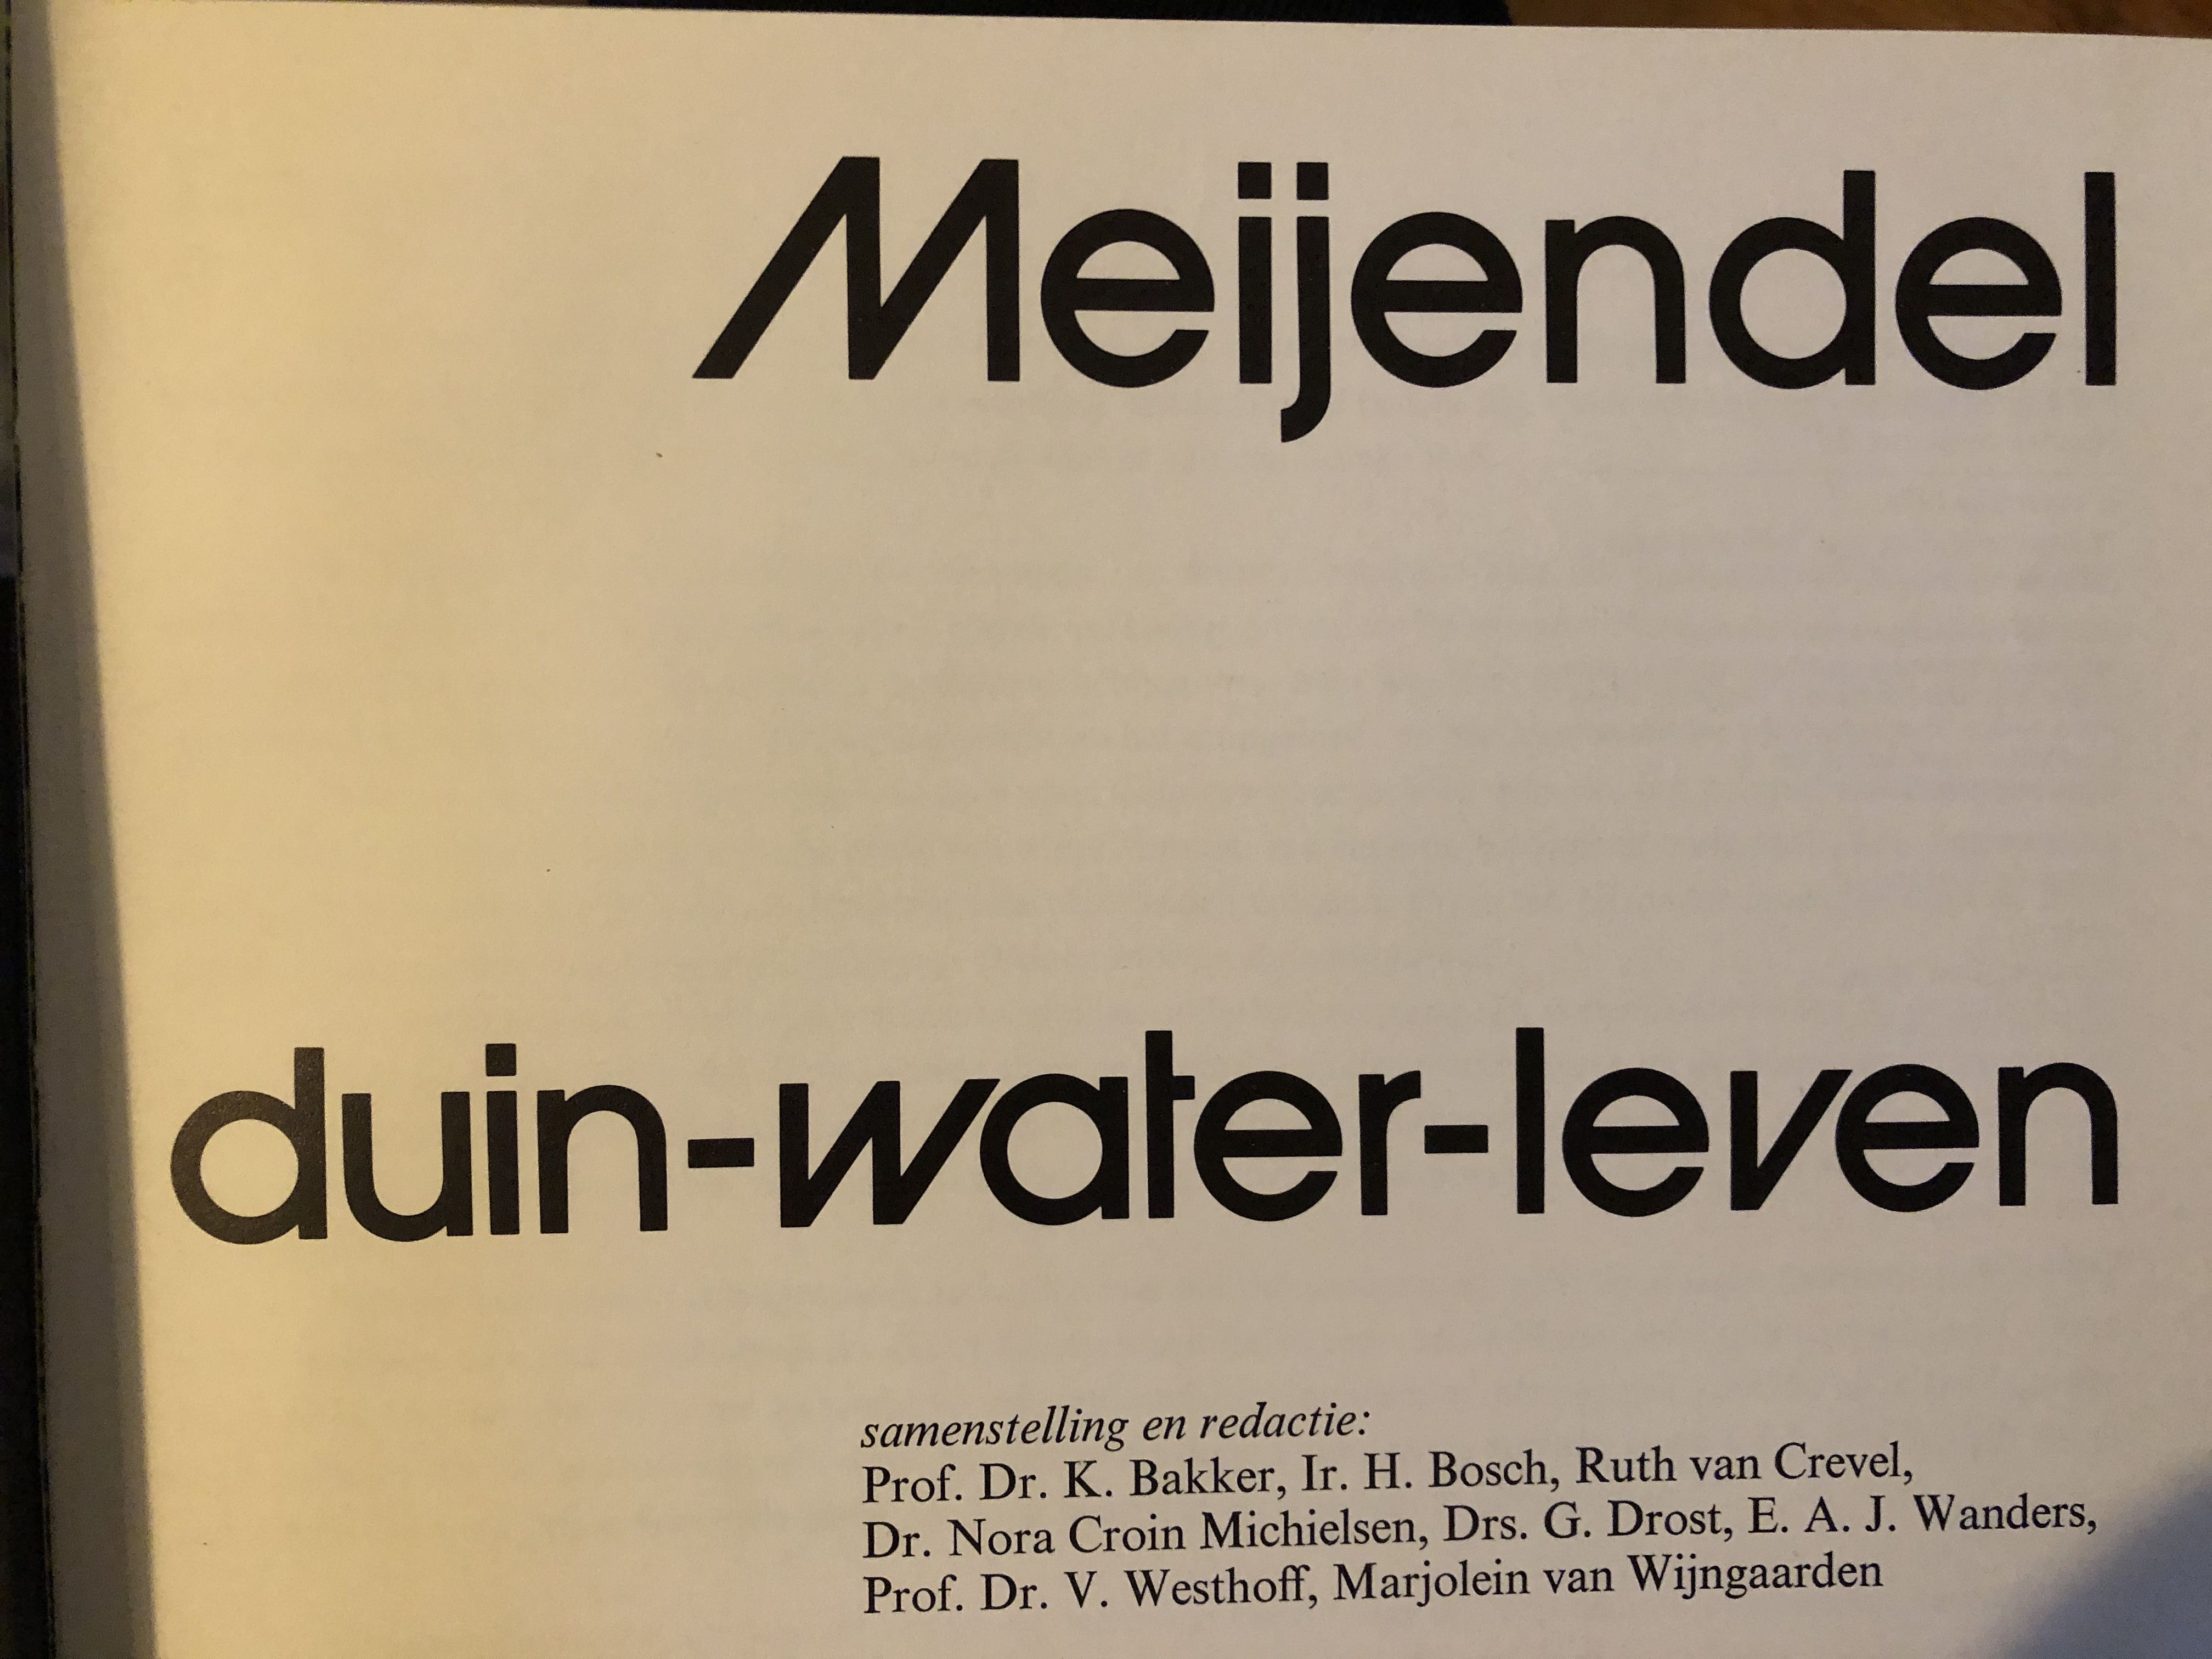 Meijendel
duin-water-leven
samenstelling en redactie:
Prof. Dr. K. Bakker, Ir. H. Bosch, Ruth van Crevel,
Dr. Nora Croin Michielsen, Drs. G. Drost, E. A. J. Wanders,
Prof. Dr. V. Westhoff, Marjolein van Wijngaarden